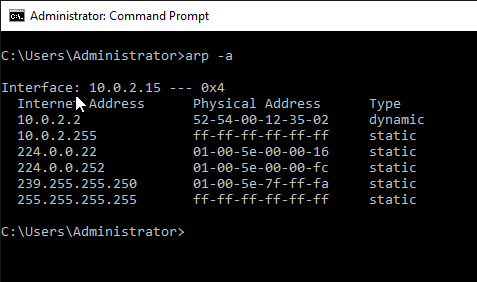 Administrator: Command Prompt
C:\Users\Administrator>arp -a
Interface: 10.0.2.15 --- 0x4
Internet Address Physical Address Type
10.0.2.2 52-54-00-12-35-02 dynamic
10.0.2.255 ff-ff-ff-ff-ff-ff static
224.0.0.22 01-00-5e-00-00-16 static
224.0.0.252 01-00-5e-00-00-fc static
239.255.255.250 01-00-5e-7f-ff-fa static
255.255.255.255 ff-ff-ff-ff-ff-ff static
C:\Users\Administrator>